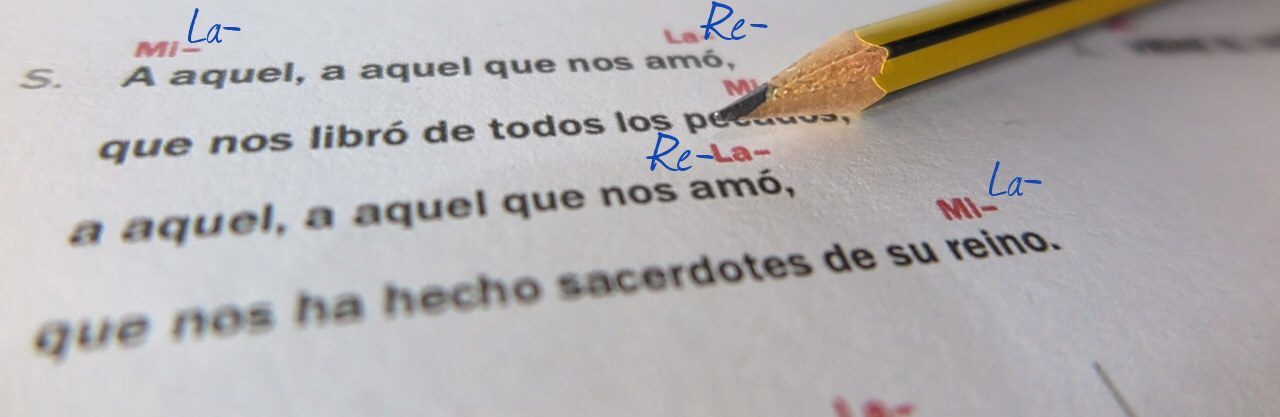 La-
Mi- La- Re-
S. A aquel, a aquel que nos amó,
Mi
que nos libró de todos los pecados,
Re- La-
a aquel, a aquel que nos amó,
La-
Mi-
que nos ha hecho sacerdotes de su reino.
La-